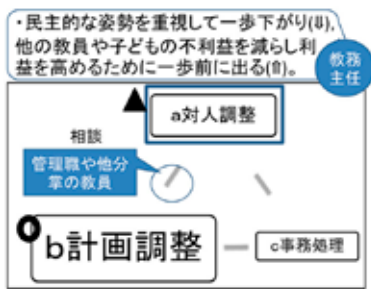 ・民主的な姿勢を重視して一歩下がり(⇓),
他の教員や子どもの不利益を減らし利
益を高めるために一歩前に出る(⇑)。
教務
主任
a対人調整
相談
管理職や他分
掌の教員
b計画調整
c事務処理